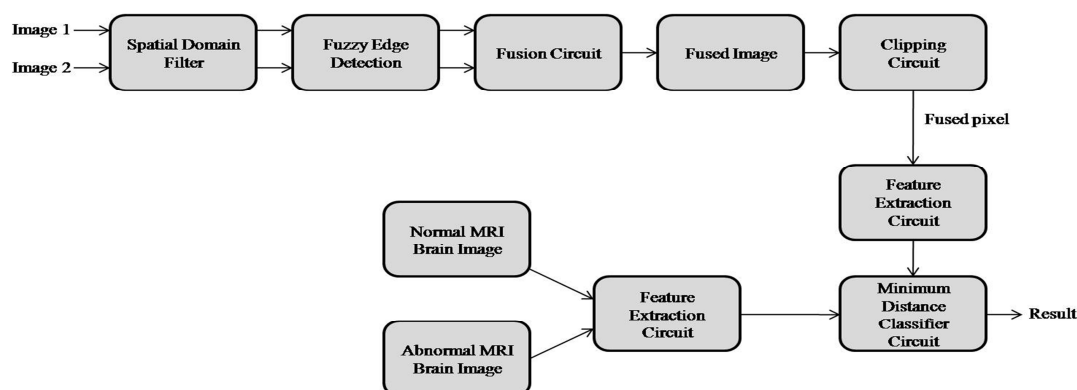 Image 1
Image 2
Spatial Domain
Filter
Fuzzy Edge
Detection
Fusion Circuit
Fused Image
Clipping
Circuit
Fused pixel
Feature
Extraction
Circuit
Normal MRI
Brain Image
Abnormal MRI
Brain Image
Feature
Extraction
Circuit
Minimum
Distance
Classifier
Circuit
Result